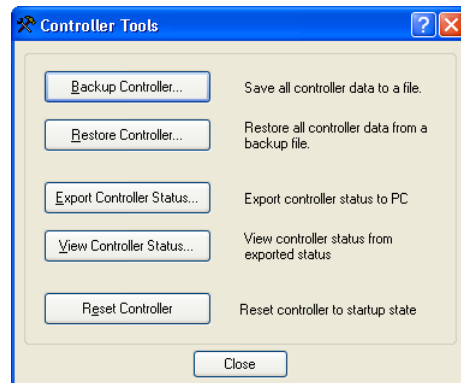 Controller Tools
Backup Controller...
Save all controller data to a file.
Restore Controller...
Restore all controller data from a
backup file.
Export Controller Status...
Export controller status to PC
View Controller Status...
View controller status from
exported status
Reset Controller
Reset controller to startup state
Close